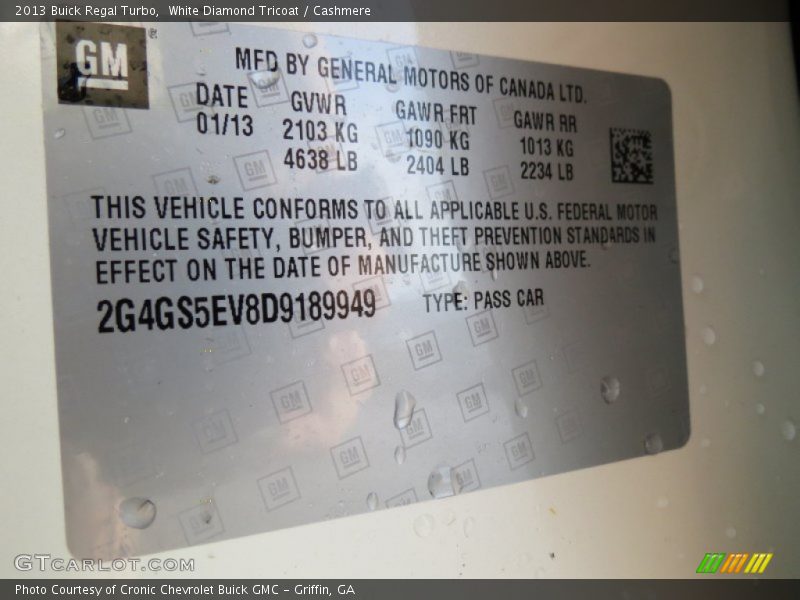 2013 Buick Regal Turbo, White Diamond Tricoat / Cashmere
GM
MFD BY GENERAL MOTORS OF CANADA LTD.
DATE GVWR GAWR FRT GAWR RR
01/13 2103 KG 1090 KG 1013 KG
4638 LB 2404 LB 2234 LB
THIS VEHICLE CONFORMS TO ALL APPLICABLE U.S. FEDERAL MOTOR
VEHICLE SAFETY, BUMPER, AND THEFT PREVENTION STANDARDS IN
EFFECT ON THE DATE OF MANUFACTURE SHOWN ABOVE.
2G4GS5EV8D9189949 TYPE: PASS CAR
GTCARLOT.COM
Photo Courtesy of Cronic Chevrolet Buick GMC – Griffin, GA